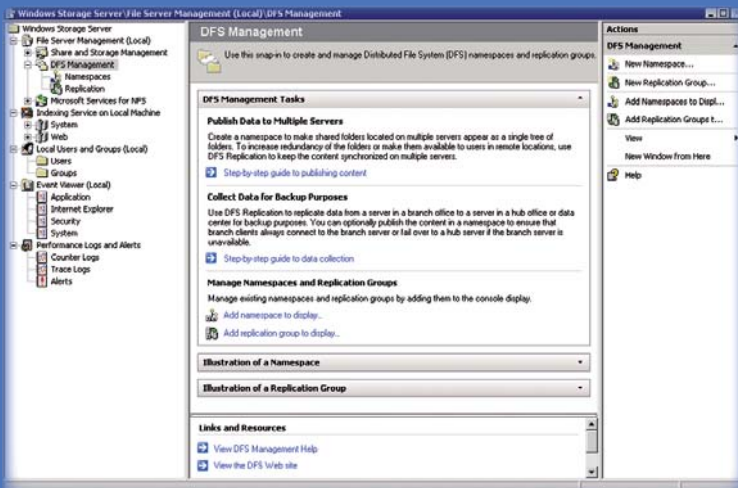 Windows Storage Server\File Server Management (Local)\DFS Management
Windows Storage Server
File Server Management (Local)
Share and Storage Management
DFS Management
Namespaces
Replication
Microsoft Services for NFS
Indexing Service on Local Machine
System
Web
Local Users and Groups (Local)
Users
Groups
Event Viewer (Local)
Application
Internet Explorer
Security
System
Performance Logs and Alerts
Counter Logs
Trace Logs
Alerts
DFS Management
Use this snap-in to create and manage Distributed File System (DFS) namespaces and replication groups.
DFS Management Tasks
Publish Data to Multiple Servers
Create a namespace to make shared folders located on multiple servers appear as a single tree of
folders. To increase redundancy of the folders or make them available to users in remote locations, use
DFS Replication to keep the content synchronized on multiple servers.
Step-by-step guide to publishing content
Collect Data for Backup Purposes
Use DFS Replication to replicate data from a server in a branch office to a server in a hub office or data
center for backup purposes. You can optionally publish the content in a namespace to ensure that
branch clients always connect to the branch server or fail over to a hub server if the branch server is
unavailable.
Step-by-step guide to data collection
Manage Namespaces and Replication Groups
Manage existing namespaces and replication groups by adding them to the console display.
Add namespace to display...
Add replication group to display...
Illustration of a Namespace
Illustration of a Replication Group
Links and Resources
View DFS Management Help
View the DFS Web site
Actions
DFS Management
New Namespace...
New Replication Group...
Add Namespaces to Displ...
Add Replication Groups t...
View
New Window from Here
Help